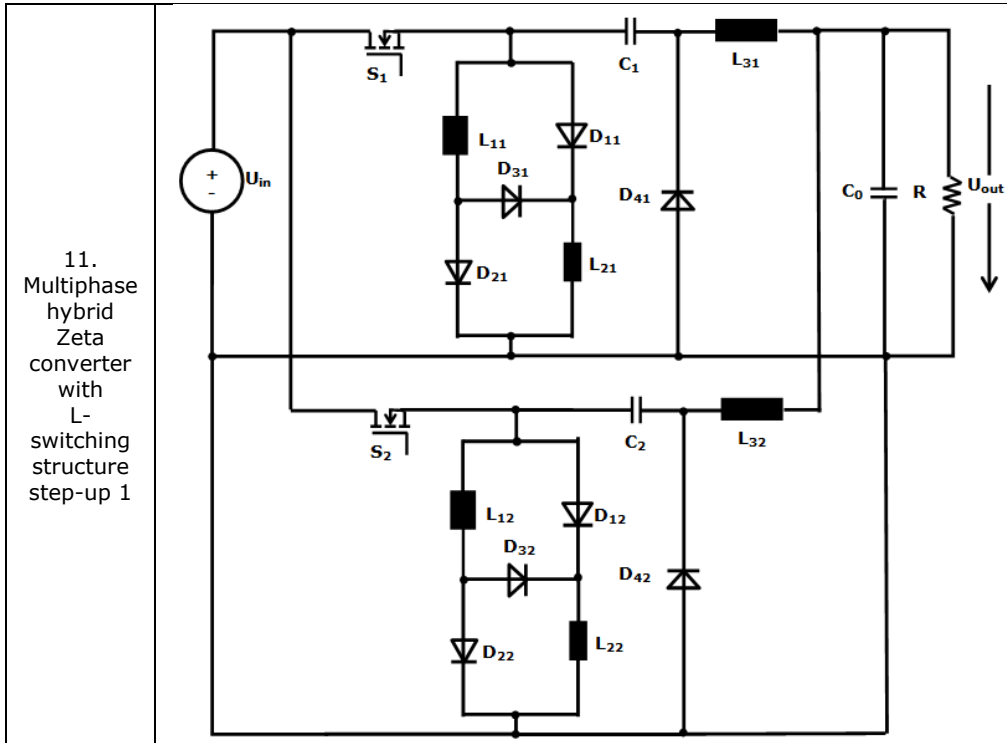 11.
Multiphase
hybrid
Zeta
converter
with
L-
switching
structure
step-up 1
S1
C1
L31
L11
D11
D31
D21
L21
D41
C0
R
Uout
+
-
Uin
S2
C2
L32
L12
D12
D32
D22
L22
D42